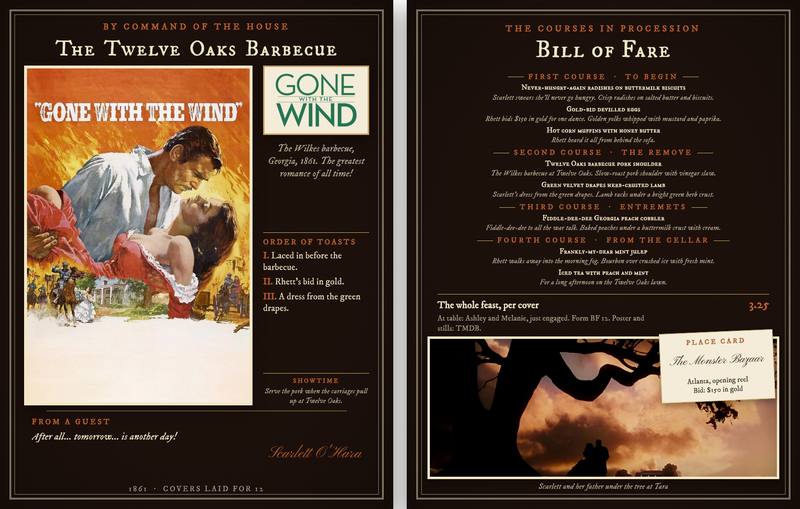 BY COMMAND OF THE HOUSE
The Twelve Oaks Barbecue
"GONE WITH THE WIND"
GONE
WITH THE
WIND
The Wilkes barbecue,
Georgia, 1861. The greatest
romance of all time!
ORDER OF TOASTS
I. Laced in before the
barbecue.
II. Rhett's bid in gold.
III. A dress from the green
drapes.
SHOWTIME
Serve the pork when the carriages pull
up at Twelve Oaks.
FROM A GUEST
After all... tomorrow... is another day!
Scarlett O'Hara
1861 · COVERS LAID FOR 12
THE COURSES IN PROCESSION
Bill of Fare
FIRST COURSE · TO BEGIN
Never-hungry-again radishes on buttermilk biscuits
Scarlett swears she'll never go hungry. Crisp radishes on salted butter and biscuits.
Gold-bid devilled eggs
Rhett bids $150 in gold for one dance. Golden yolks whipped with mustard and paprika.
Hot corn muffins with honey butter
Rhett heard it all from behind the sofa.
SECOND COURSE · THE REMOVE
Twelve Oaks barbecue pork shoulder
The Wilkes barbecue at Twelve Oaks. Slow-roast pork shoulder with vinegar slaw.
Green velvet drapes herb-crusted lamb
Scarlett's dress from the green drapes. Lamb racks under a bright green herb crust.
THIRD COURSE · ENTREMETS
Fiddle-dee-dee Georgia peach cobbler
Fiddle-dee-dee to all the war talk. Baked peaches under a buttermilk crust with cream.
FOURTH COURSE · FROM THE CELLAR
Frankly-my-dear mint julep
Rhett walks away into the morning fog. Bourbon over crushed ice with fresh mint.
Iced tea with peach and mint
For a long afternoon on the Twelve Oaks lawn.
The whole feast, per cover 3.25
At table: Ashley and Melanie, just engaged. Form BF 12. Poster and
stills: TMDB.
PLACE CARD
The Monster Bazaar
Atlanta, opening reel
Bid: $150 in gold
Scarlett and her father under the tree at Tara